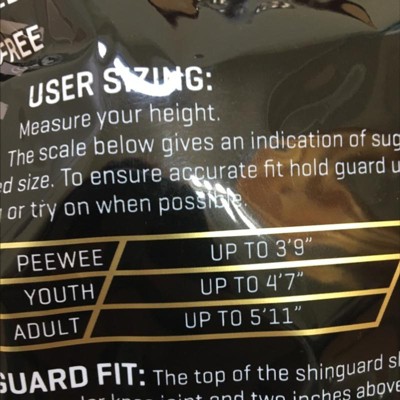 FREE
USER SIZING:
Measure your height.
The scale below gives an indication of
size. To ensure accurate fit hold guard
or try on when possible.
PEEWEE UP TO 3'9"
YOUTH UP TO 4'7"
ADULT UP TO 5'11"
GUARD FIT: The top of the shinguard
knee joint and two inches above